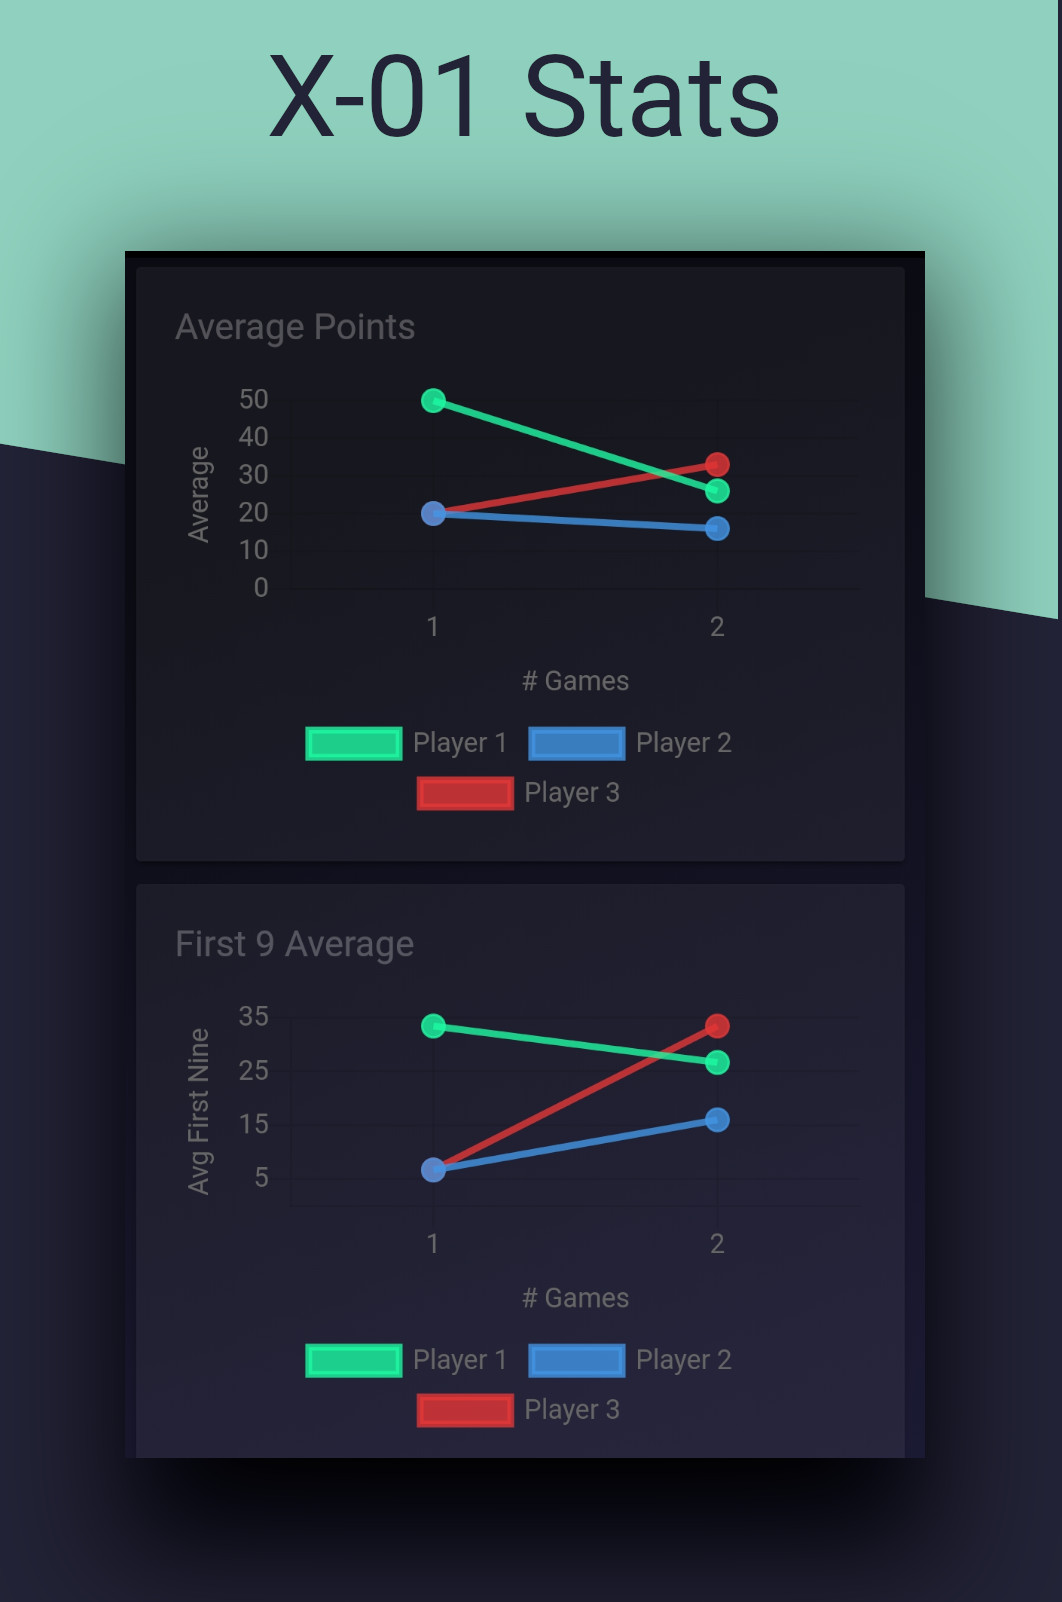 X-01 Stats
Average Points
50
40
30
20
10
0
Average
1 2
# Games
Player 1 Player 2
Player 3
First 9 Average
35
25
15
5
Avg First Nine
1 2
# Games
Player 1 Player 2
Player 3